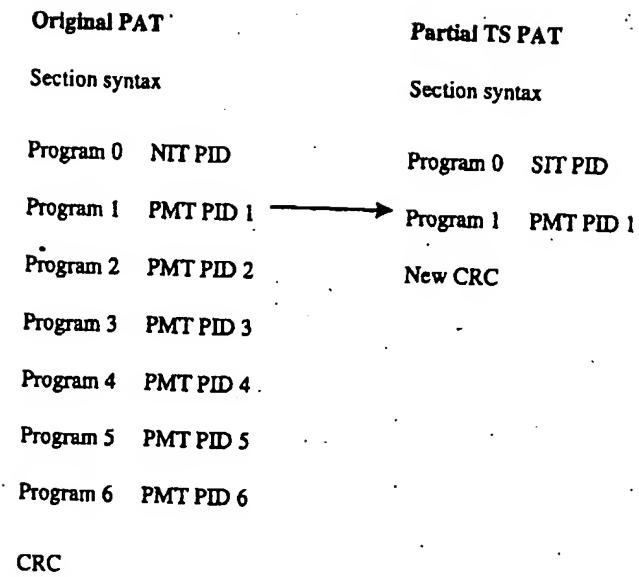 Original PAT
Section syntax
Program 0 NIT PID
Program 1 PMT PID 1
Program 2 PMT PID 2
Program 3 PMT PID 3
Program 4 PMT PID 4
Program 5 PMT PID 5
Program 6 PMT PID 6
CRC
Partial TS PAT
Section syntax
Program 0 SIT PID
Program 1 PMT PID 1
New CRC